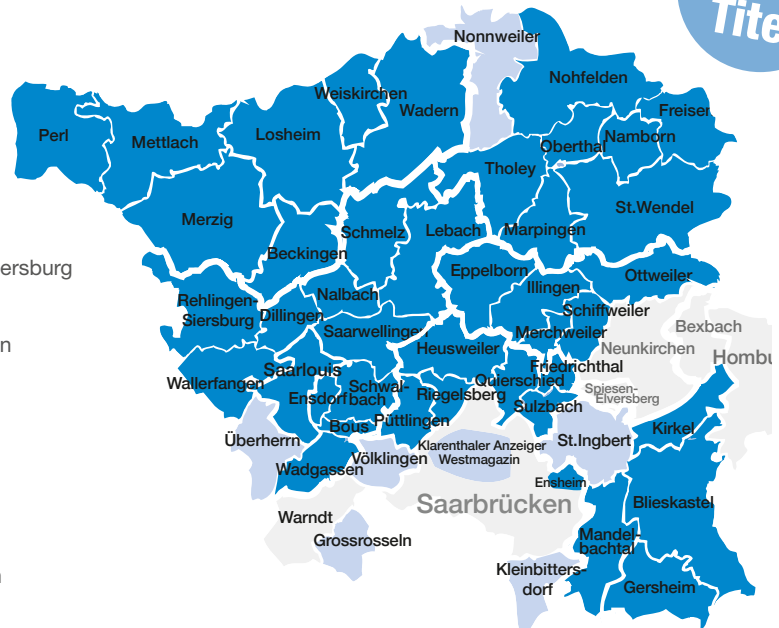 Tite
Nonnweiler
Nohfelden
Weiskirchen
Wadern
Freisen
Perl
Mettlach
Losheim
Oberthal
Namborn
Tholey
St.Wendel
Merzig
Schmelz
Lebach
Marpingen
Beckingen
ersburg
Eppelborn
Ottweiler
Illingen
Nalbach
Rehlingen-
Siersburg
Dillingen
Schiffweiler
Saarwellingen
Merchweiler
Bexbach
n
Heusweiler
Neunkirchen
Hombu
Friedrichthal
Saarlouis
Wallerfangen
Quierschied
Schwal-
bach
Ensdorf
Riegelsberg
Spiesen-
Elversberg
Sulzbach
Püttlingen
Bous
Kirkel
Überherrn
Klarenthaler Anzeiger
Westmagazin
St.Ingbert
Völklingen
Wadgassen
Ensheim
Saarbrücken
Blieskastel
Warndt
Mandel-
bachtal
Grossrosseln
Kleinbitters-
dorf
Gersheim